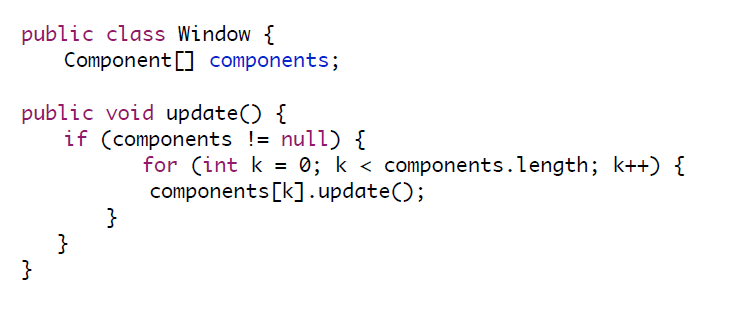 public class Window {
    Component[] components;

public void update() {
    if (components != null) {
        for (int k = 0; k < components.length; k++) {
        components[k].update();
      }
   }
}